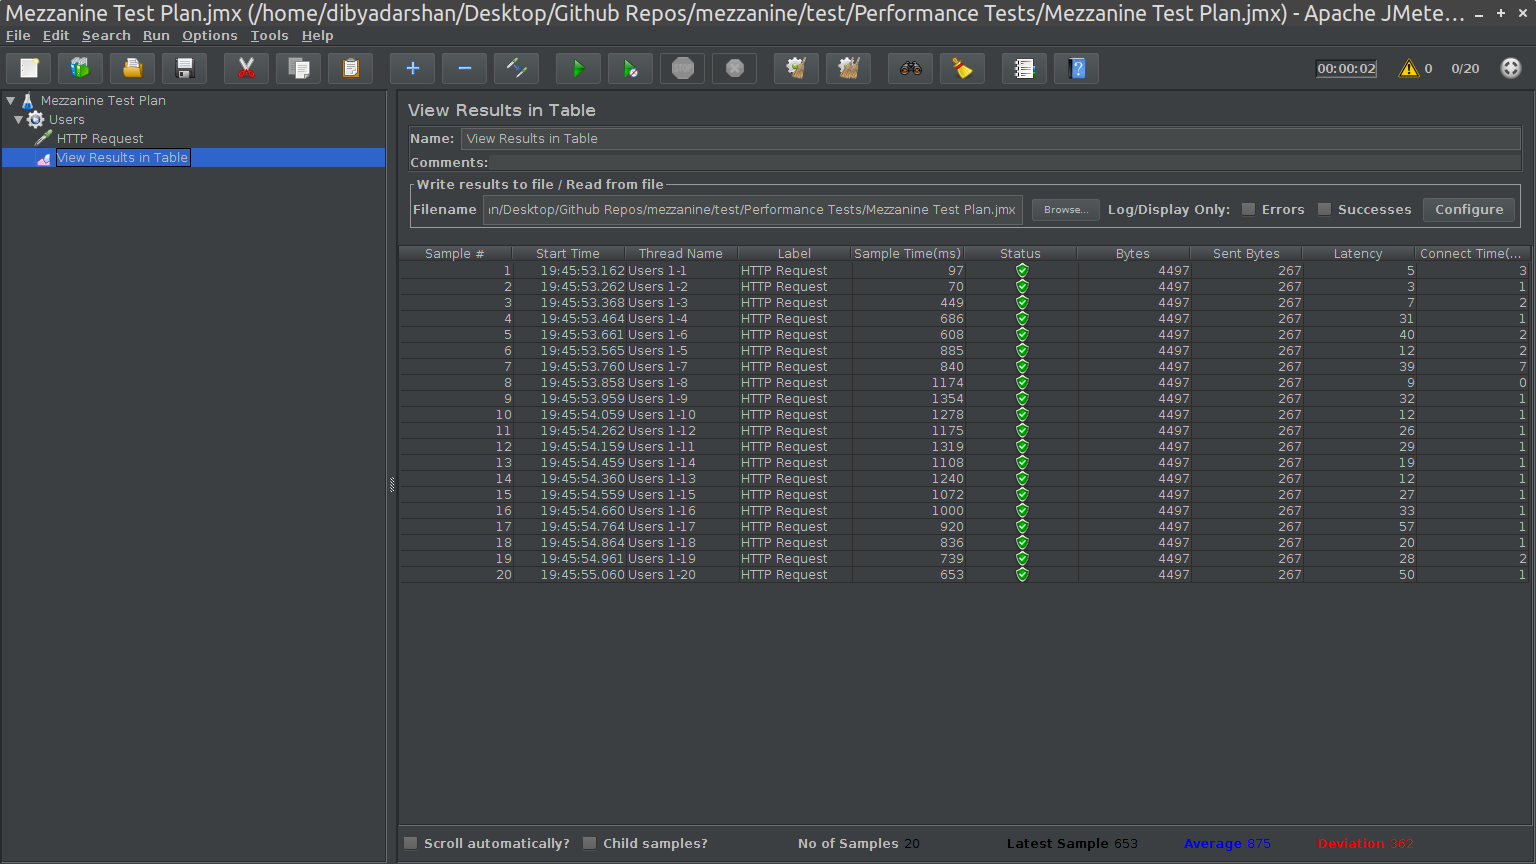 Mezzanine Test Plan.jmx (/home/dibyadarshan/Desktop/Github Repos/mezzanine/test/Performance Tests/Mezzanine Test Plan.jmx) - Apache JMete...
File Edit Search Run Options Tools Help
STOP 00:00:02 0 0/20
Mezzanine Test Plan
Users
HTTP Request
View Results in Table
View Results in Table
Name: View Results in Table
Comments:
Write results to file / Read from file
Filename in/Desktop/Github Repos/mezzanine/test/Performance Tests/Mezzanine Test Plan.jmx Browse... Log/Display Only: Errors Successes Configure
Sample # Start Time Thread Name Label Sample Time(ms) Status Bytes Sent Bytes Latency Connect Time(...
1 19:45:53.162 Users 1-1 HTTP Request 97 4497 267 5 3
2 19:45:53.262 Users 1-2 HTTP Request 70 4497 267 3 1
3 19:45:53.368 Users 1-3 HTTP Request 449 4497 267 7 2
4 19:45:53.464 Users 1-4 HTTP Request 686 4497 267 31 1
5 19:45:53.661 Users 1-6 HTTP Request 608 4497 267 40 2
6 19:45:53.565 Users 1-5 HTTP Request 885 4497 267 12 2
7 19:45:53.760 Users 1-7 HTTP Request 840 4497 267 39 7
8 19:45:53.858 Users 1-8 HTTP Request 1174 4497 267 9 0
9 19:45:53.959 Users 1-9 HTTP Request 1354 4497 267 32 1
10 19:45:54.059 Users 1-10 HTTP Request 1278 4497 267 12 1
11 19:45:54.262 Users 1-12 HTTP Request 1175 4497 267 26 1
12 19:45:54.159 Users 1-11 HTTP Request 1319 4497 267 29 1
13 19:45:54.459 Users 1-14 HTTP Request 1108 4497 267 19 1
14 19:45:54.360 Users 1-13 HTTP Request 1240 4497 267 12 1
15 19:45:54.559 Users 1-15 HTTP Request 1072 4497 267 27 1
16 19:45:54.660 Users 1-16 HTTP Request 1000 4497 267 33 1
17 19:45:54.764 Users 1-17 HTTP Request 920 4497 267 57 1
18 19:45:54.864 Users 1-18 HTTP Request 836 4497 267 20 1
19 19:45:54.961 Users 1-19 HTTP Request 739 4497 267 28 2
20 19:45:55.060 Users 1-20 HTTP Request 653 4497 267 50 1
Scroll automatically? Child samples? No of Samples 20 Latest Sample 653 Average 875 Deviation 362